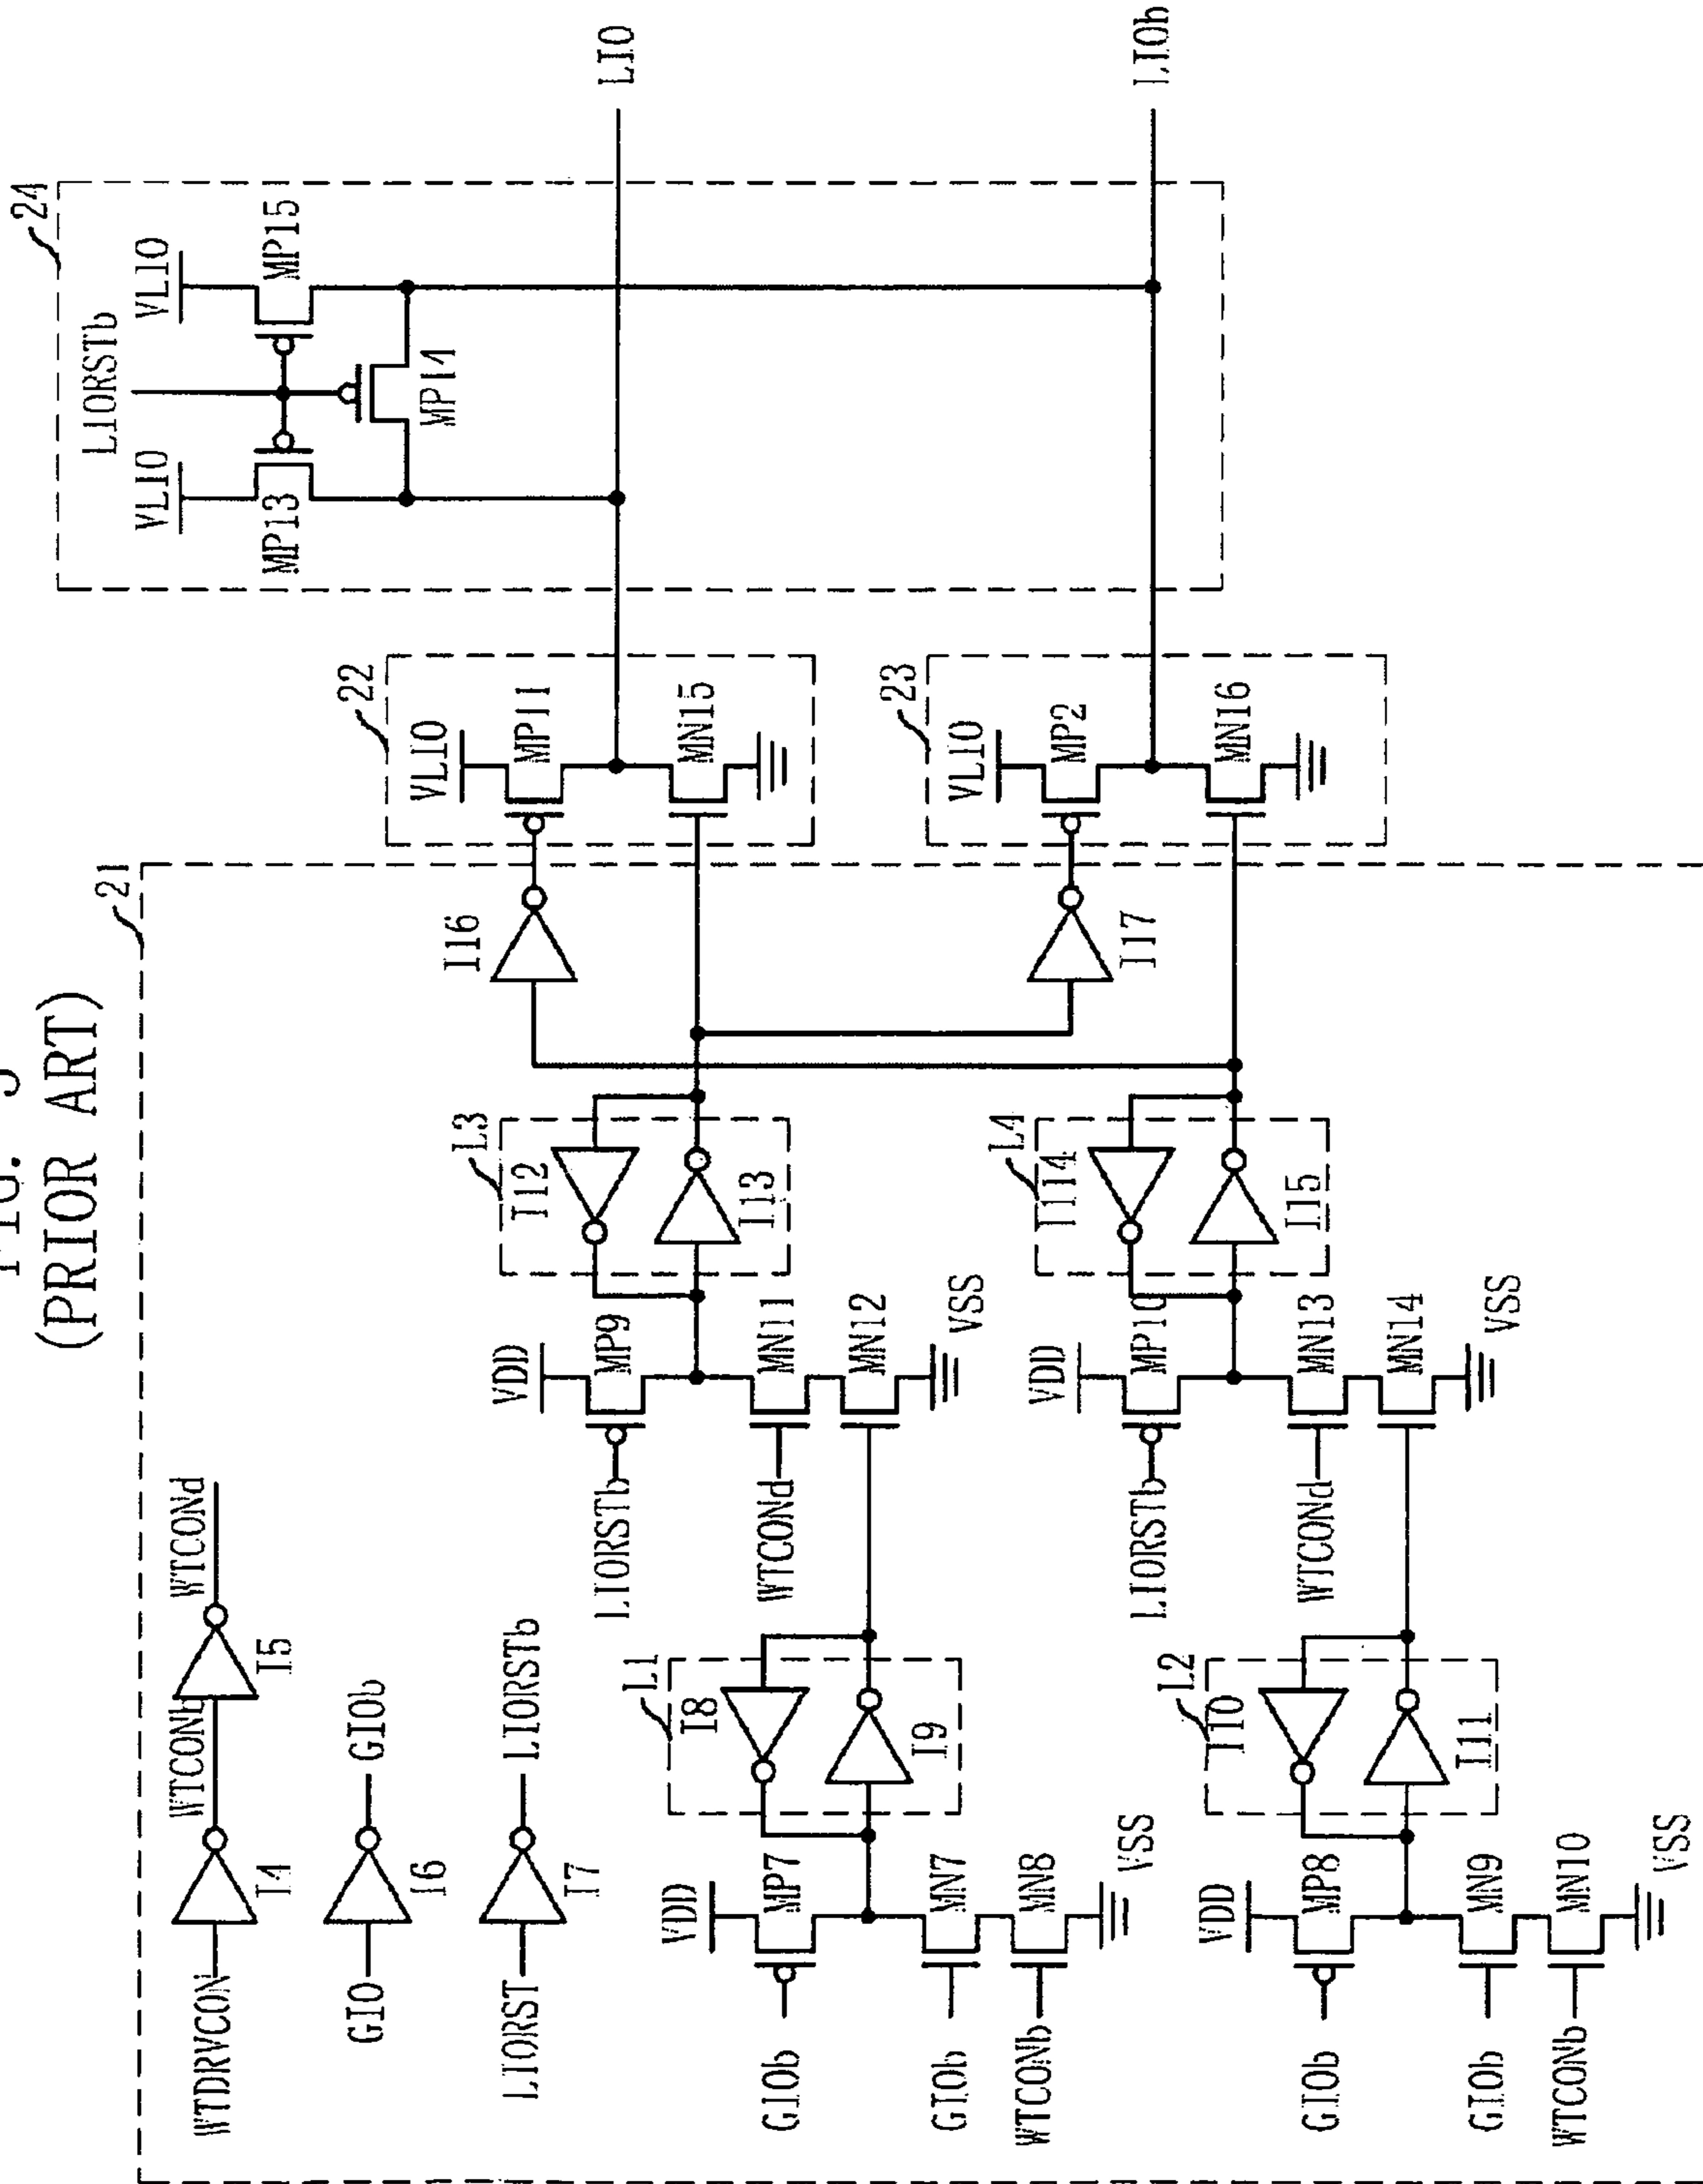 FIG.
(PRIOR ART)
21
24
WTDRVCON
I4
WTCONb
I5
WTCONd
GIO
I6
GIOb
LIORST
I7
LIORSTb
LIORSTb
VLIO
VLIO
MP13
MP15
MP14
22
VLIO
MP11
MN15
I16
LIO
L3
I12
I13
VDD
LIORSTb
MP9
WTCONd
MN11
MN12
VSS
L1
I8
I9
VDD
GIOb
MP7
GIOb
MN7
WTCONb
MN8
VSS
23
VLIO
MP2
MN16
I17
LIOb
L4
I114
I15
VDD
LIORSTb
MP10
WTCONd
MN13
MN14
VSS
L2
I10
I11
VDD
GIOb
MP8
GIOb
MN9
WTCONb
MN10
VSS